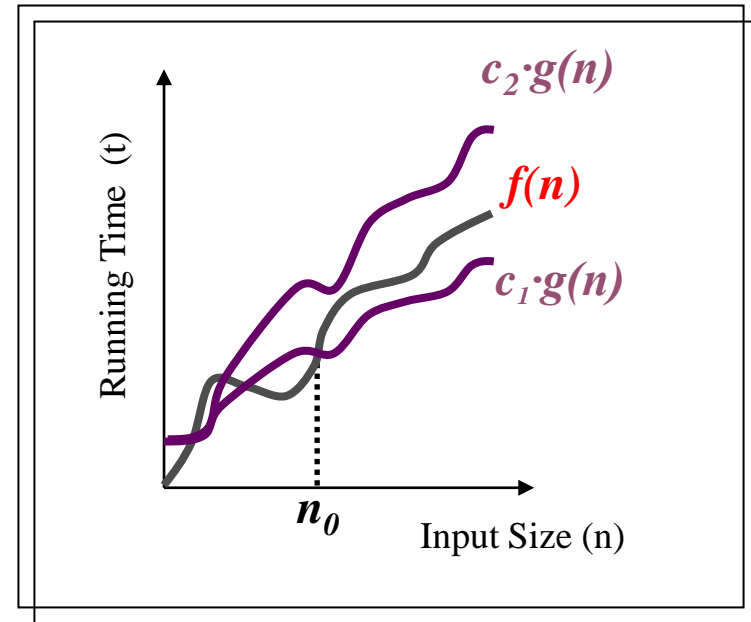 c₂·g(n)
f(n)
c₁·g(n)
Running Time (t)
n₀
Input Size (n)